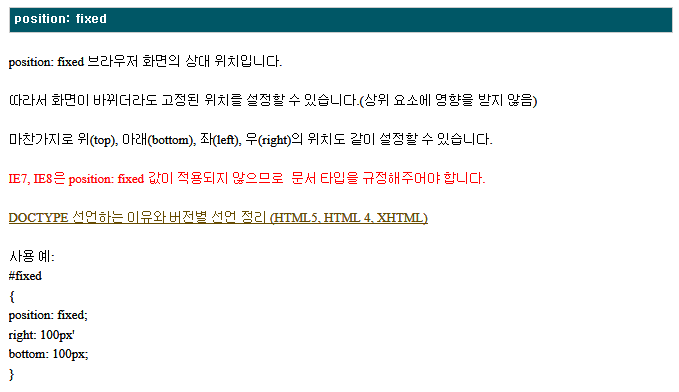 position: fixed
position: fixed 브라우저 화면의 상대 위치입니다.
따라서 화면이 바뀌더라도 고정된 위치를 설정할 수 있습니다.(상위 요소에 영향을 받지 않음)
마찬가지로 위(top), 아래(bottom), 좌(left), 우(right)의 위치도 같이 설정할 수 있습니다.
IE7, IE8은 position: fixed 값이 적용되지 않으므로 문서 타입을 규정해주어야 합니다.
DOCTYPE 선언하는 이유와 버전별 선언 정리 (HTML5, HTML 4, XHTML)
사용 예:
#fixed
{
position: fixed;
right: 100px'
bottom: 100px;
}